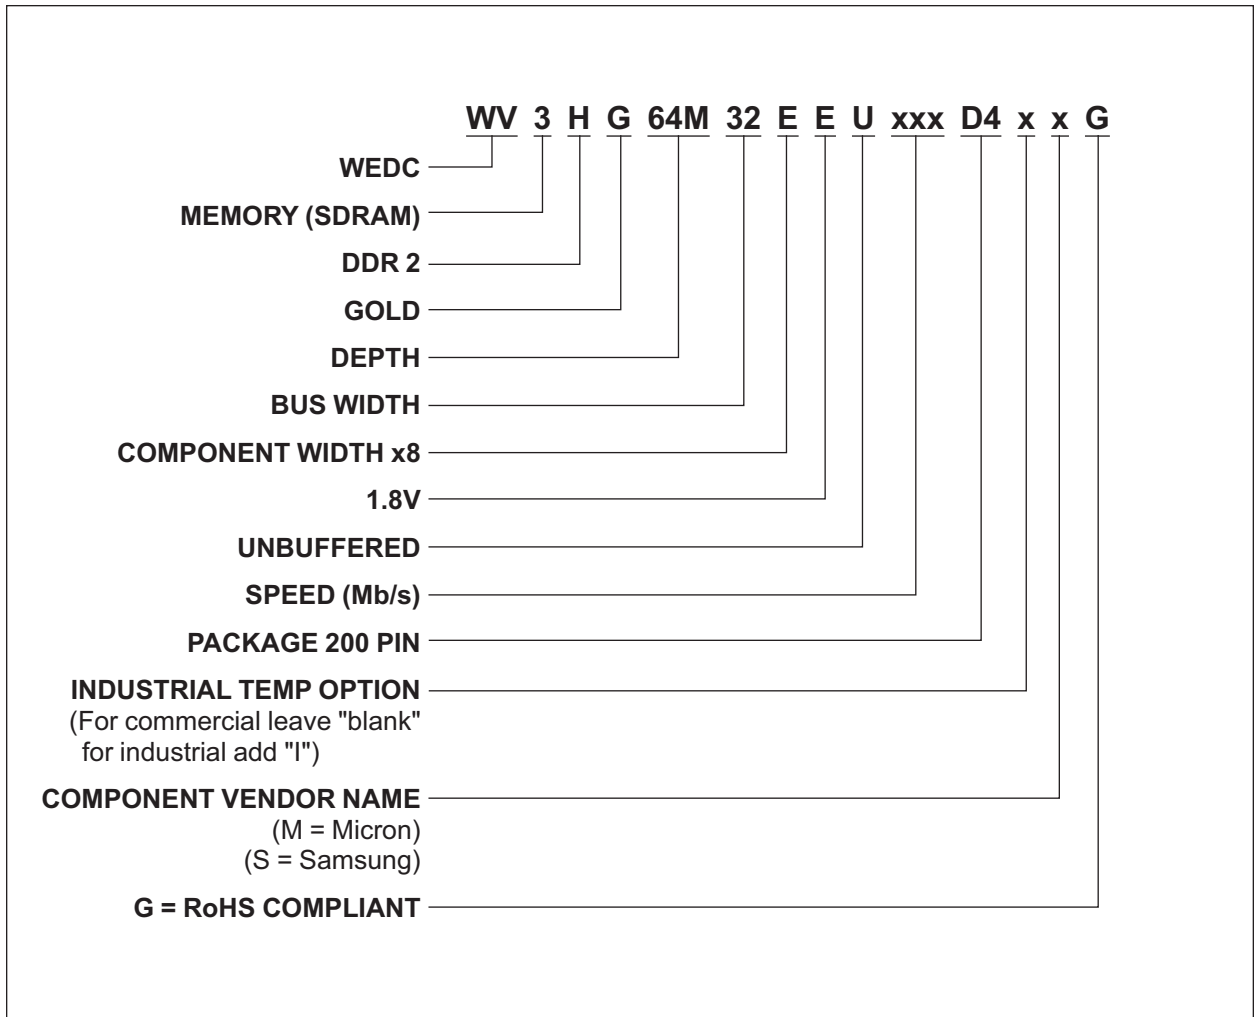 WV 3 H G 64M 32 E E U xxx D4 x x G
WEDC
MEMORY (SDRAM)
DDR 2
GOLD
DEPTH
BUS WIDTH
COMPONENT WIDTH x8
1.8V
UNBUFFERED
SPEED (Mb/s)
PACKAGE 200 PIN
INDUSTRIAL TEMP OPTION
(For commercial leave "blank"
for industrial add "I")
COMPONENT VENDOR NAME
(M = Micron)
(S = Samsung)
G = RoHS COMPLIANT